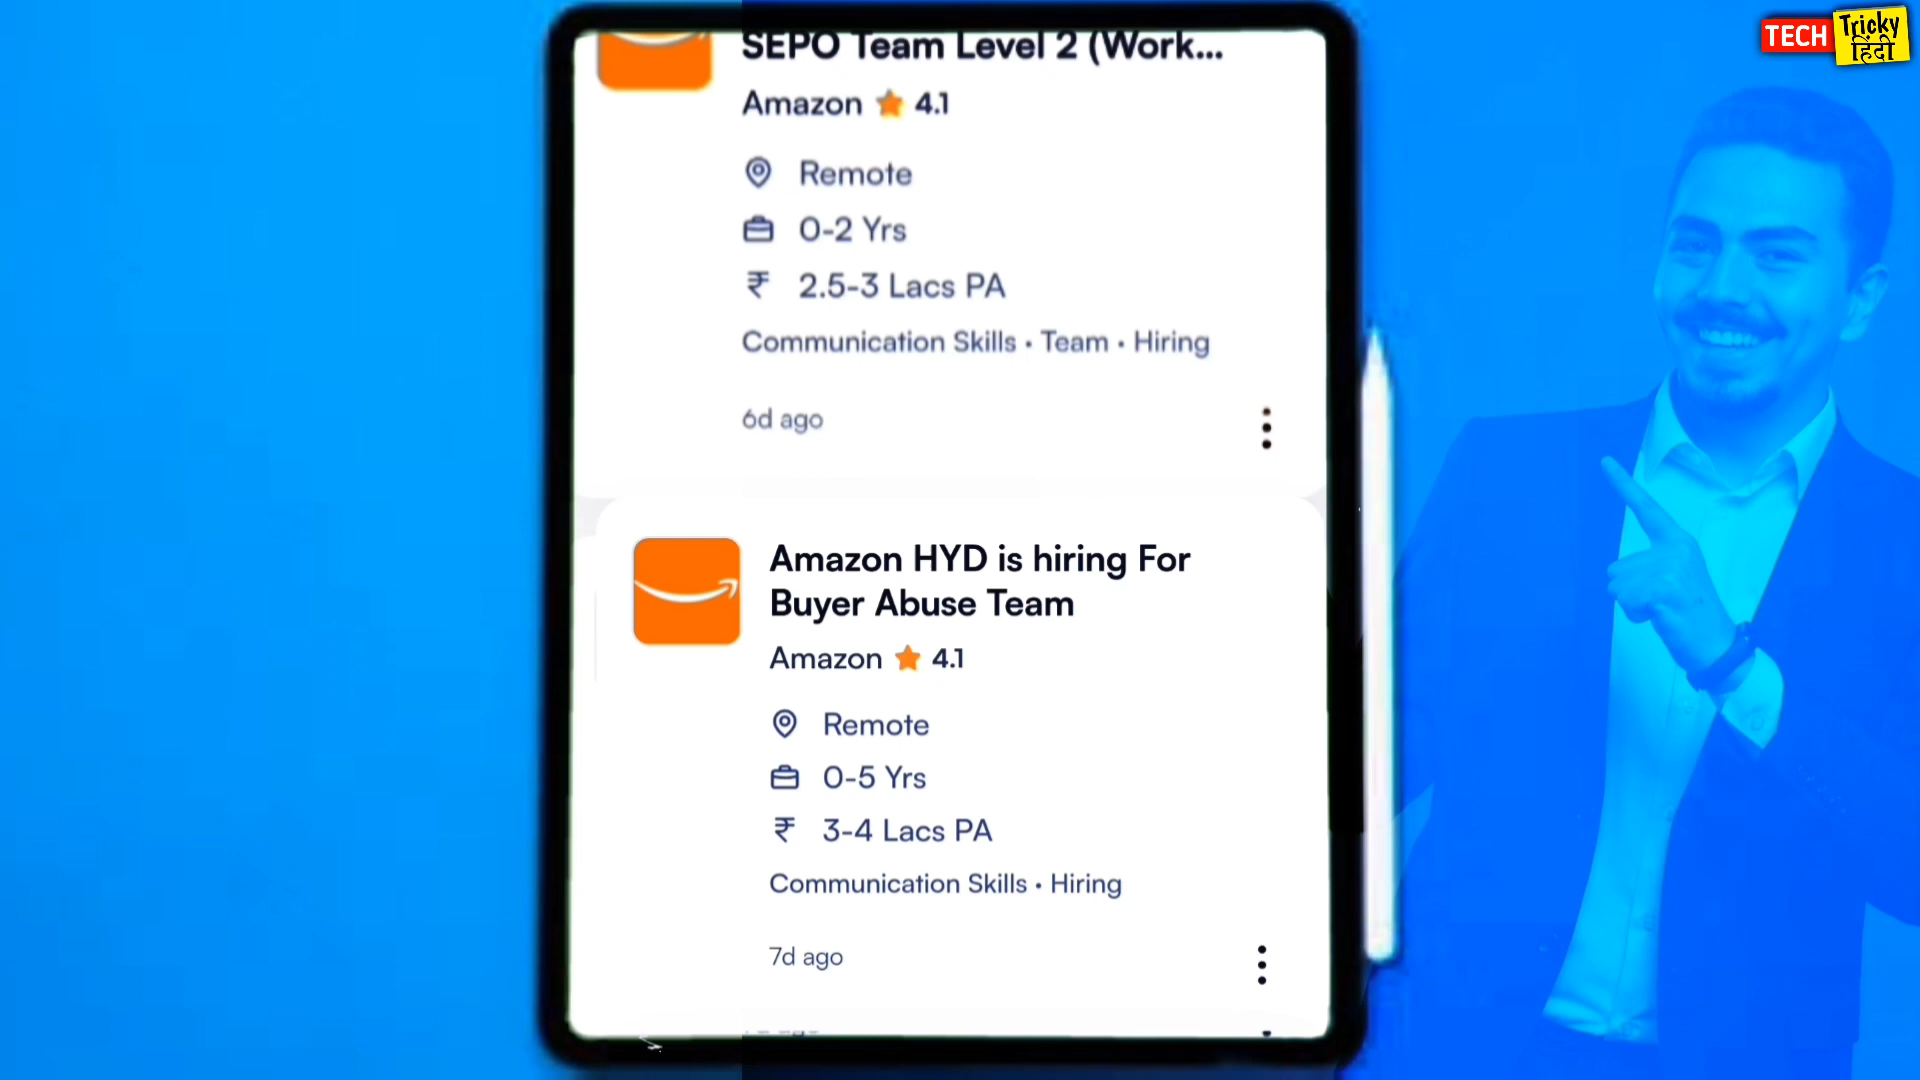 TECH Tricky
हिंदी
SEPO Team Level 2 (Work...
Amazon 4.1
Remote
0-2 Yrs
₹ 2.5-3 Lacs PA
Communication Skills • Team • Hiring
6d ago
Amazon HYD is hiring For
Buyer Abuse Team
Amazon 4.1
Remote
0-5 Yrs
₹ 3-4 Lacs PA
Communication Skills • Hiring
7d ago